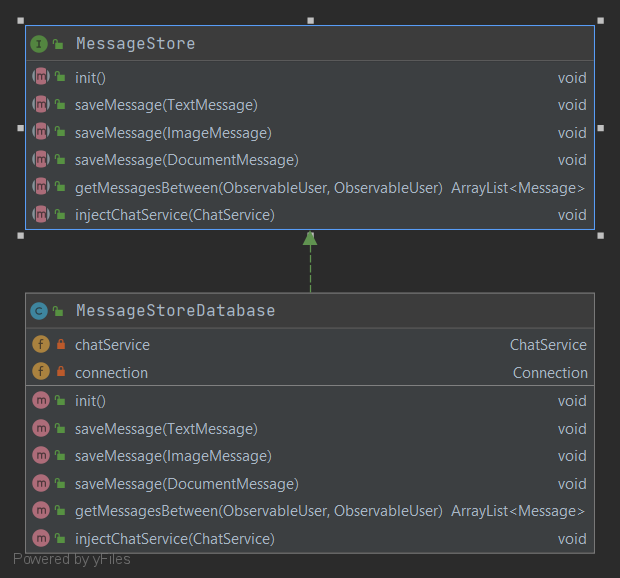 I MessageStore
m init() void
m saveMessage(TextMessage) void
m saveMessage(ImageMessage) void
m saveMessage(DocumentMessage) void
m getMessagesBetween(ObservableUser, ObservableUser) ArrayList<Message>
m injectChatService(ChatService) void
C MessageStoreDatabase
f chatService ChatService
f connection Connection
m init() void
m saveMessage(TextMessage) void
m saveMessage(ImageMessage) void
m saveMessage(DocumentMessage) void
m getMessagesBetween(ObservableUser, ObservableUser) ArrayList<Message>
m injectChatService(ChatService) void
Powered by yFiles